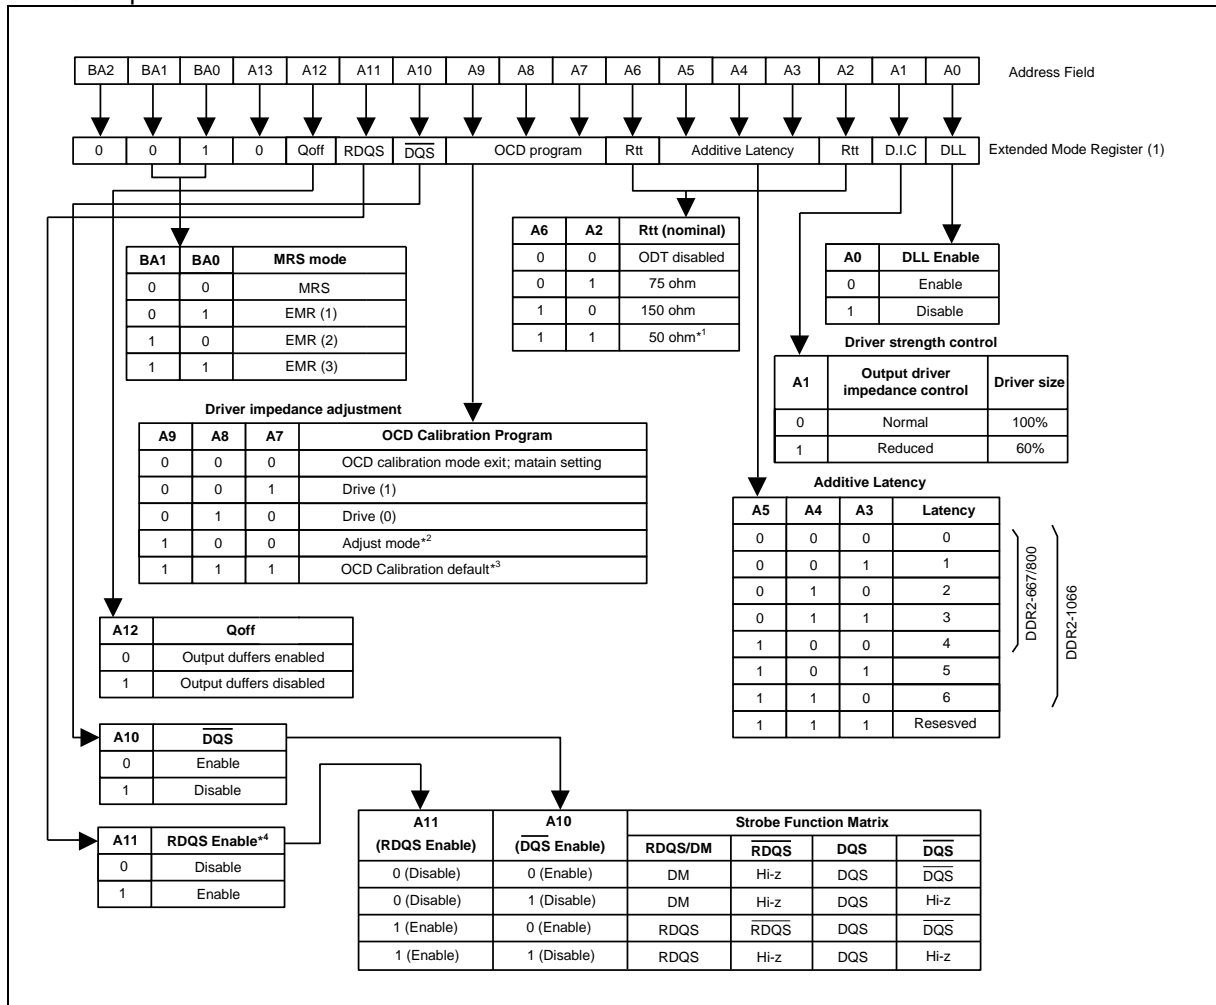 BA2 BA1 BA0 A13 A12 A11 A10 A9 A8 A7 A6 A5 A4 A3 A2 A1 A0 Address Field
0 0 1 0 Qoff RDQS D̅Q̅S̅ OCD program Rtt Additive Latency Rtt D.I.C DLL Extended Mode Register (1)
BA1 BA0 MRS mode
0 0 MRS
0 1 EMR (1)
1 0 EMR (2)
1 1 EMR (3)
A6 A2 Rtt (nominal)
0 0 ODT disabled
0 1 75 ohm
1 0 150 ohm
1 1 50 ohm*1
A0 DLL Enable
0 Enable
1 Disable
Driver strength control
A1 Output driver impedance control Driver size
0 Normal 100%
1 Reduced 60%
Driver impedance adjustment
A9 A8 A7 OCD Calibration Program
0 0 0 OCD calibration mode exit; matain setting
0 0 1 Drive (1)
0 1 0 Drive (0)
1 0 0 Adjust mode*2
1 1 1 OCD Calibration default*3
Additive Latency
A5 A4 A3 Latency
0 0 0 0
0 0 1 1
0 1 0 2
0 1 1 3
1 0 0 4
1 0 1 5
1 1 0 6
1 1 1 Resesved
DDR2-667/800
DDR2-1066
A12 Qoff
0 Output duffers enabled
1 Output duffers disabled
A10 D̅Q̅S̅
0 Enable
1 Disable
A11 RDQS Enable*4
0 Disable
1 Enable
A11 (RDQS Enable) A10 (D̅Q̅S̅ Enable) Strobe Function Matrix
RDQS/DM R̅D̅Q̅S̅ DQS D̅Q̅S̅
0 (Disable) 0 (Enable) DM Hi-z DQS D̅Q̅S̅
0 (Disable) 1 (Disable) DM Hi-z DQS Hi-z
1 (Enable) 0 (Enable) RDQS R̅D̅Q̅S̅ DQS D̅Q̅S̅
1 (Enable) 1 (Disable) RDQS Hi-z DQS Hi-z